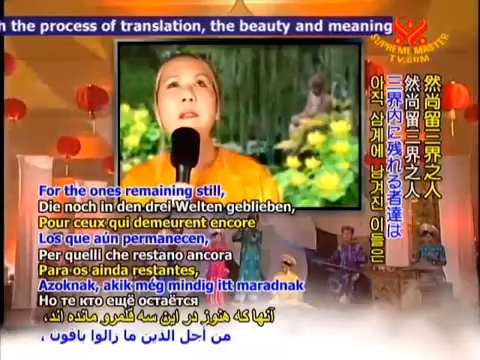 h the process of translation, the beauty and meaning
SUPREME MASTER
TV.COM
然尚留三界之人
然尚留三界之人
三界内に残れる者達は
아직 삼계에 남겨진 이들은
For the ones remaining still,
Die noch in den drei Welten geblieben,
Pour ceux qui demeurent encore
Los que aún permanecen,
Per quelli che restano ancora
Para os ainda restantes,
Azoknak, akik még mindig itt maradnak
Но те кто ещё остаётся
آنها که هنوز در این سه قلمرو مانده اند،
من أجل الذين ما زالوا باقون ،